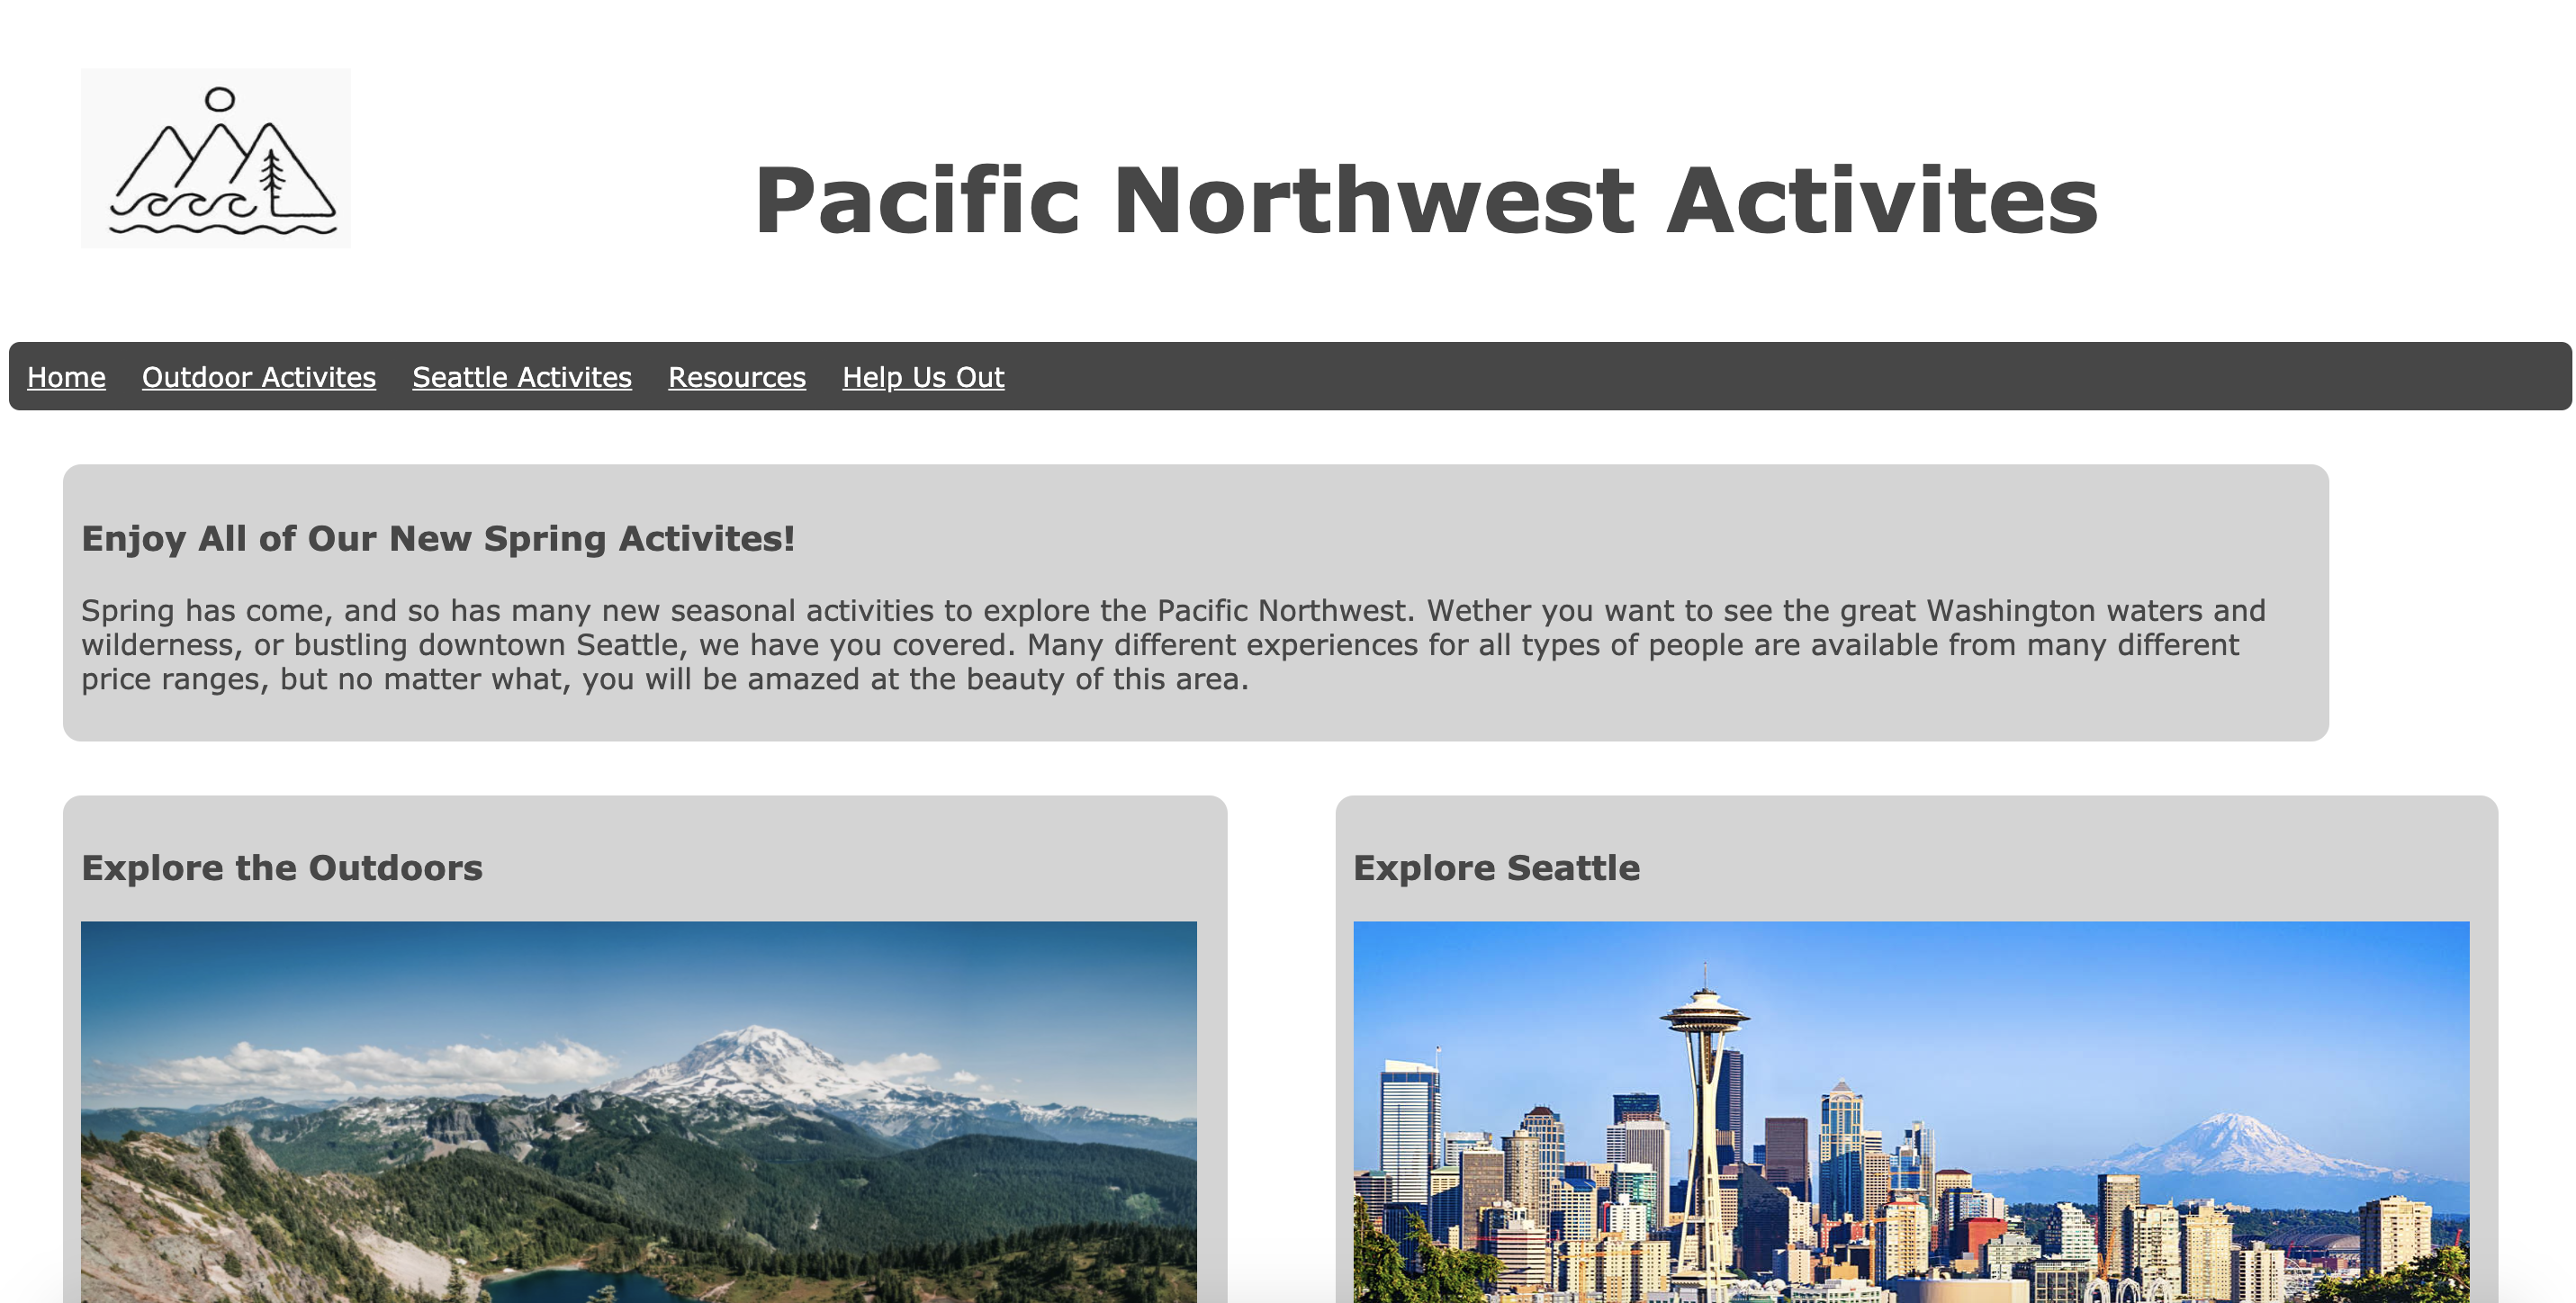 Pacific Northwest Activites
Home Outdoor Activites Seattle Activites Resources Help Us Out
Enjoy All of Our New Spring Activites!
Spring has come, and so has many new seasonal activities to explore the Pacific Northwest. Wether you want to see the great Washington waters and
wilderness, or bustling downtown Seattle, we have you covered. Many different experiences for all types of people are available from many different
price ranges, but no matter what, you will be amazed at the beauty of this area.
Explore the Outdoors
Explore Seattle